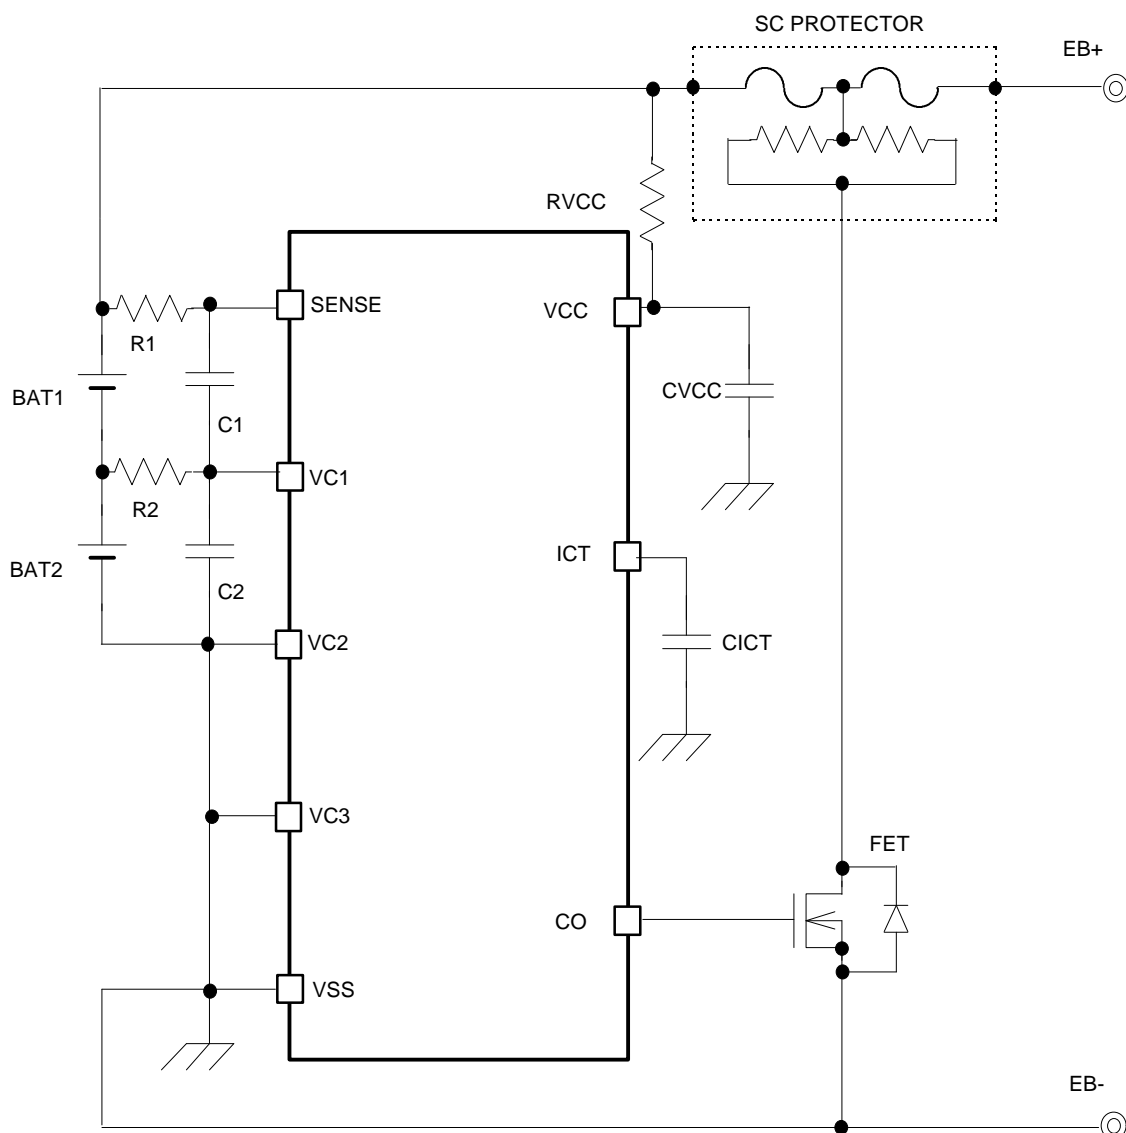 SC PROTECTOR
EB+
RVCC
SENSE
VCC
R1
BAT1
CVCC
C1
VC1
R2
ICT
BAT2
C2
VC2
CICT
VC3
FET
CO
VSS
EB-